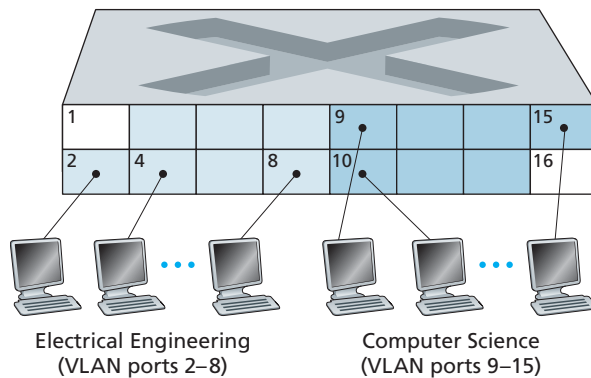 1 9 15
2 4 8 10 16
Electrical Engineering
(VLAN ports 2–8)
Computer Science
(VLAN ports 9–15)